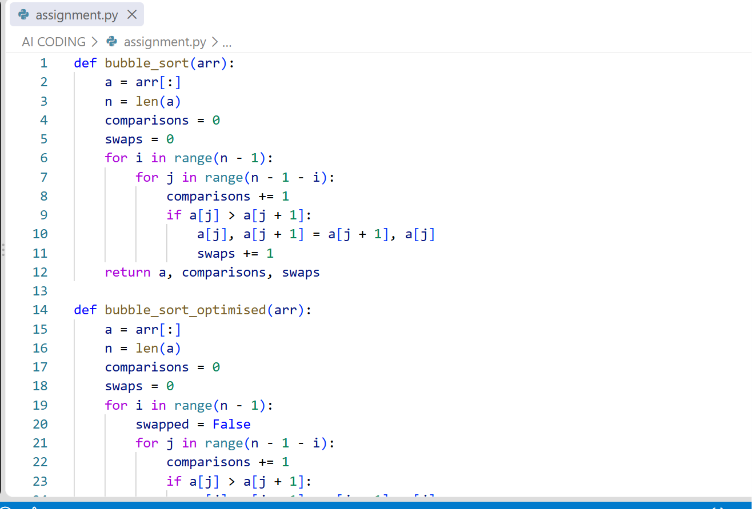 assignment.py ×
AI CODING > assignment.py > ...
1 def bubble_sort(arr):
2     a = arr[:]
3     n = len(a)
4     comparisons = 0
5     swaps = 0
6     for i in range(n - 1):
7         for j in range(n - 1 - i):
8             comparisons += 1
9             if a[j] > a[j + 1]:
10                 a[j], a[j + 1] = a[j + 1], a[j]
11                 swaps += 1
12     return a, comparisons, swaps
13
14 def bubble_sort_optimised(arr):
15     a = arr[:]
16     n = len(a)
17     comparisons = 0
18     swaps = 0
19     for i in range(n - 1):
20         swapped = False
21         for j in range(n - 1 - i):
22             comparisons += 1
23             if a[j] > a[j + 1]: